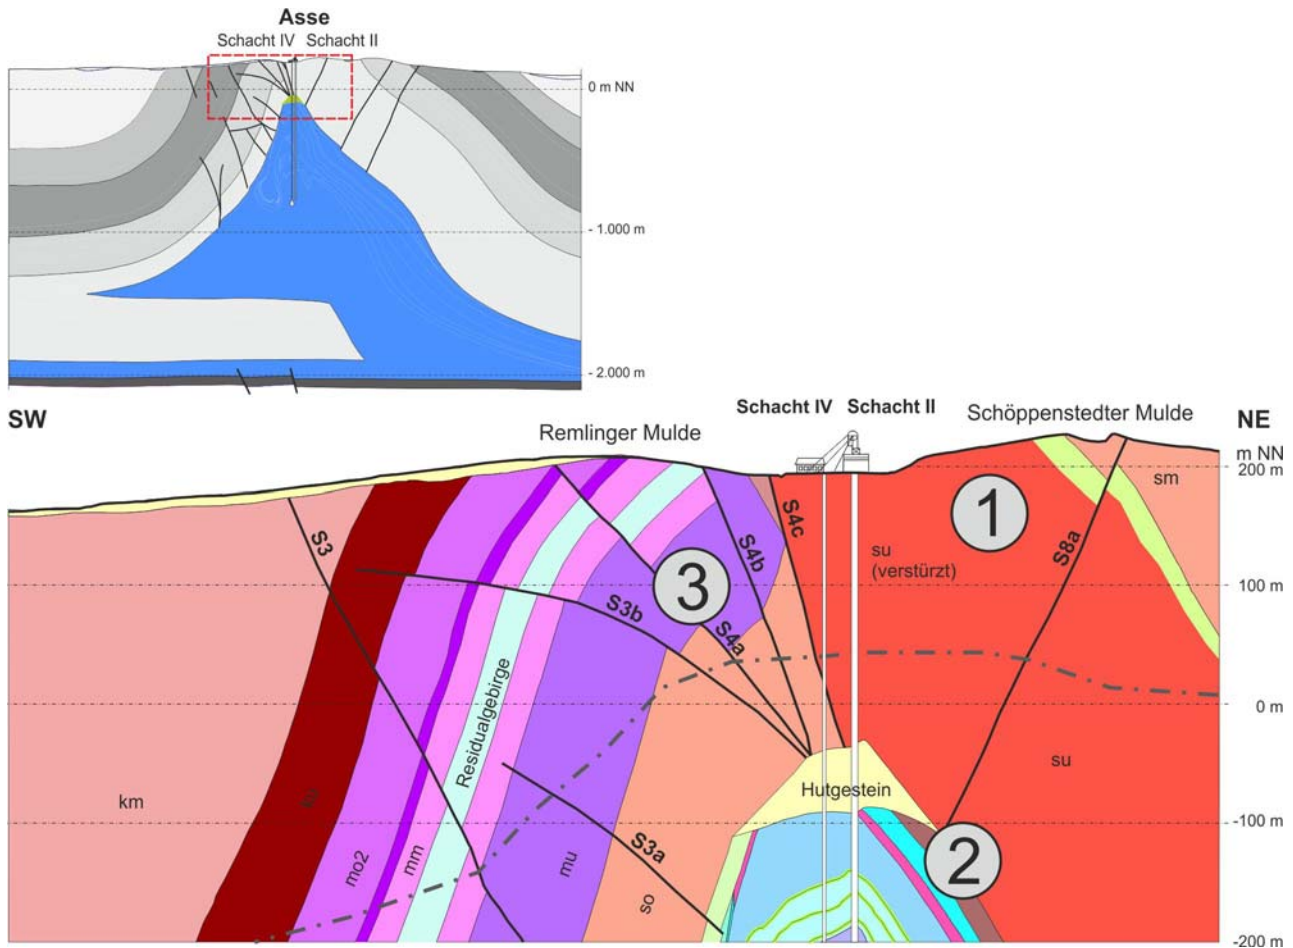 Asse
Schacht IV Schacht II
0 m NN
- 1.000 m
- 2.000 m
SW
Schacht IV Schacht II
Schöppenstedter Mulde
NE
Remlinger Mulde
m NN
200 m
sm
1
S3
S4b
S4c
S8a
su
(verstürzt)
100 m
3
S3b
S4a
Residualgebirge
0 m
su
km
ku
Hutgestein
-100 m
mo2
mm
mu
S3a
so
2
-200 m